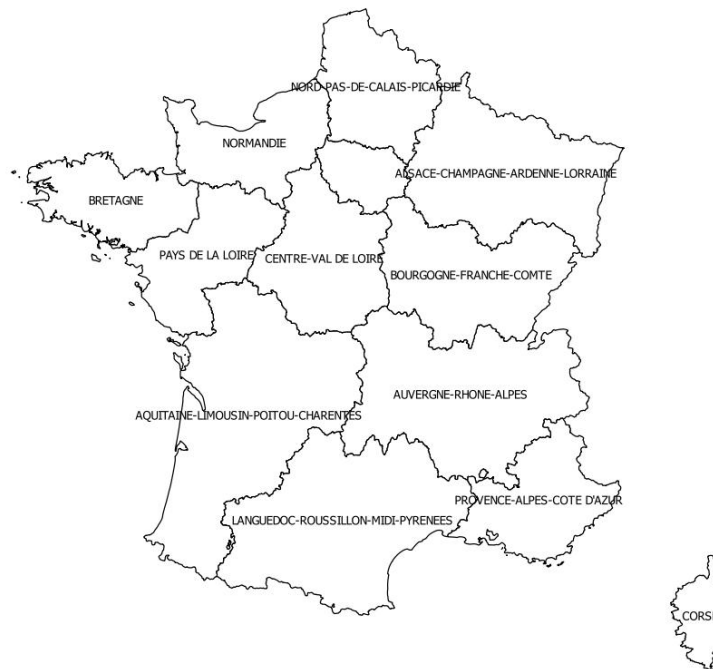 NORD-PAS-DE-CALAIS-PICARDIE
NORMANDIE
ALSACE-CHAMPAGNE-ARDENNE-LORRAINE
BRETAGNE
PAYS DE LA LOIRE
CENTRE-VAL DE LOIRE
BOURGOGNE-FRANCHE-COMTE
AUVERGNE-RHONE-ALPES
AQUITAINE-LIMOUSIN-POITOU-CHARENTES
PROVENCE-ALPES-COTE D'AZUR
LANGUEDOC-ROUSSILLON-MIDI-PYRENEES